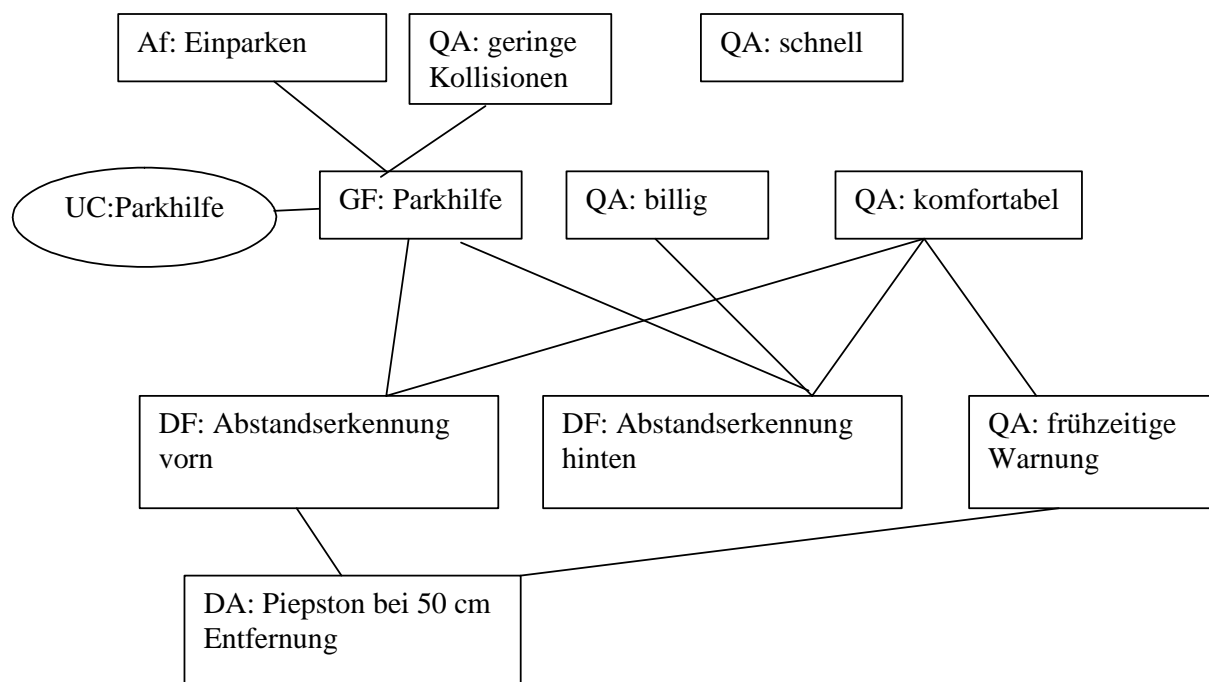 Af: Einparken
QA: geringe
Kollisionen
QA: schnell
UC:Parkhilfe
GF: Parkhilfe
QA: billig
QA: komfortabel
DF: Abstandserkennung
vorn
DF: Abstandserkennung
hinten
QA: frühzeitige
Warnung
DA: Piepston bei 50 cm
Entfernung